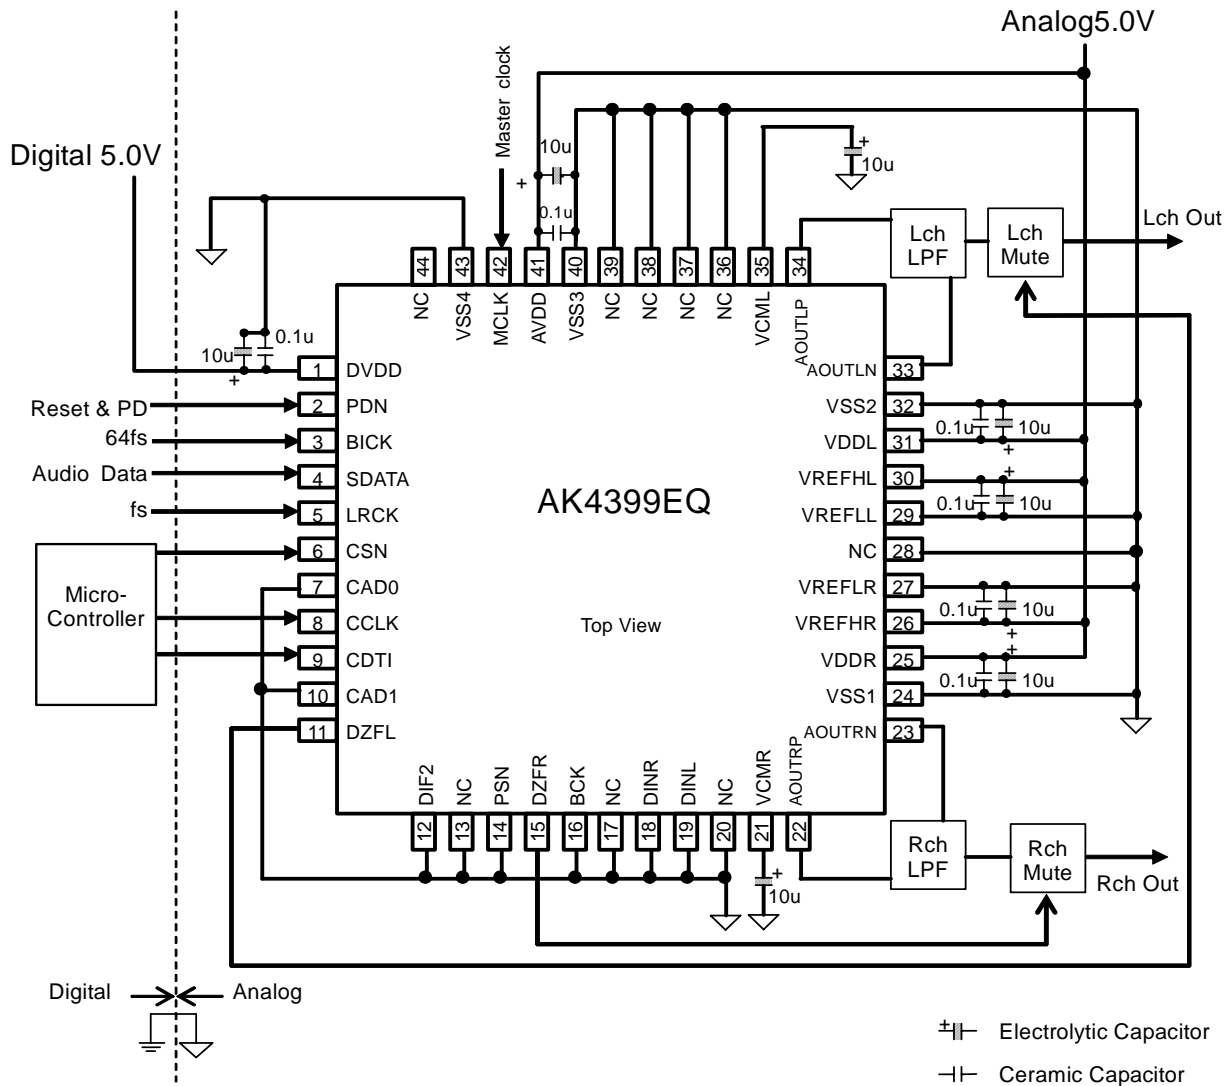 Analog5.0V
Master clock
Digital 5.0V
10u
+
0.1u
+
10u
Lch Out
Lch
LPF
Lch
Mute
44
43
42
41
40
39
38
37
36
35
34
NC
VSS4
MCLK
AVDD
VSS3
NC
NC
NC
NC
VCML
AOUTLP
10u
0.1u
+
1 DVDD
Reset & PD
2 PDN
64fs
3 BICK
Audio Data
4 SDATA
fs
5 LRCK
6 CSN
7 CAD0
Micro-
Controller
8 CCLK
9 CDTI
10 CAD1
11 DZFL
AK4399EQ
Top View
AOUTLN 33
VSS2 32
0.1u
10u
VDDL 31
+
+
VREFHL 30
0.1u
10u
VREFLL 29
NC 28
VREFLR 27
0.1u
10u
VREFHR 26
+
+
VDDR 25
0.1u
10u
VSS1 24
AOUTRN 23
DIF2
NC
PSN
DZFR
BCK
NC
DINR
DINL
NC
VCMR
AOUTRP
12
13
14
15
16
17
18
19
20
21
22
+
10u
Rch
LPF
Rch
Mute
Rch Out
Digital
Analog
+
Electrolytic Capacitor
Ceramic Capacitor